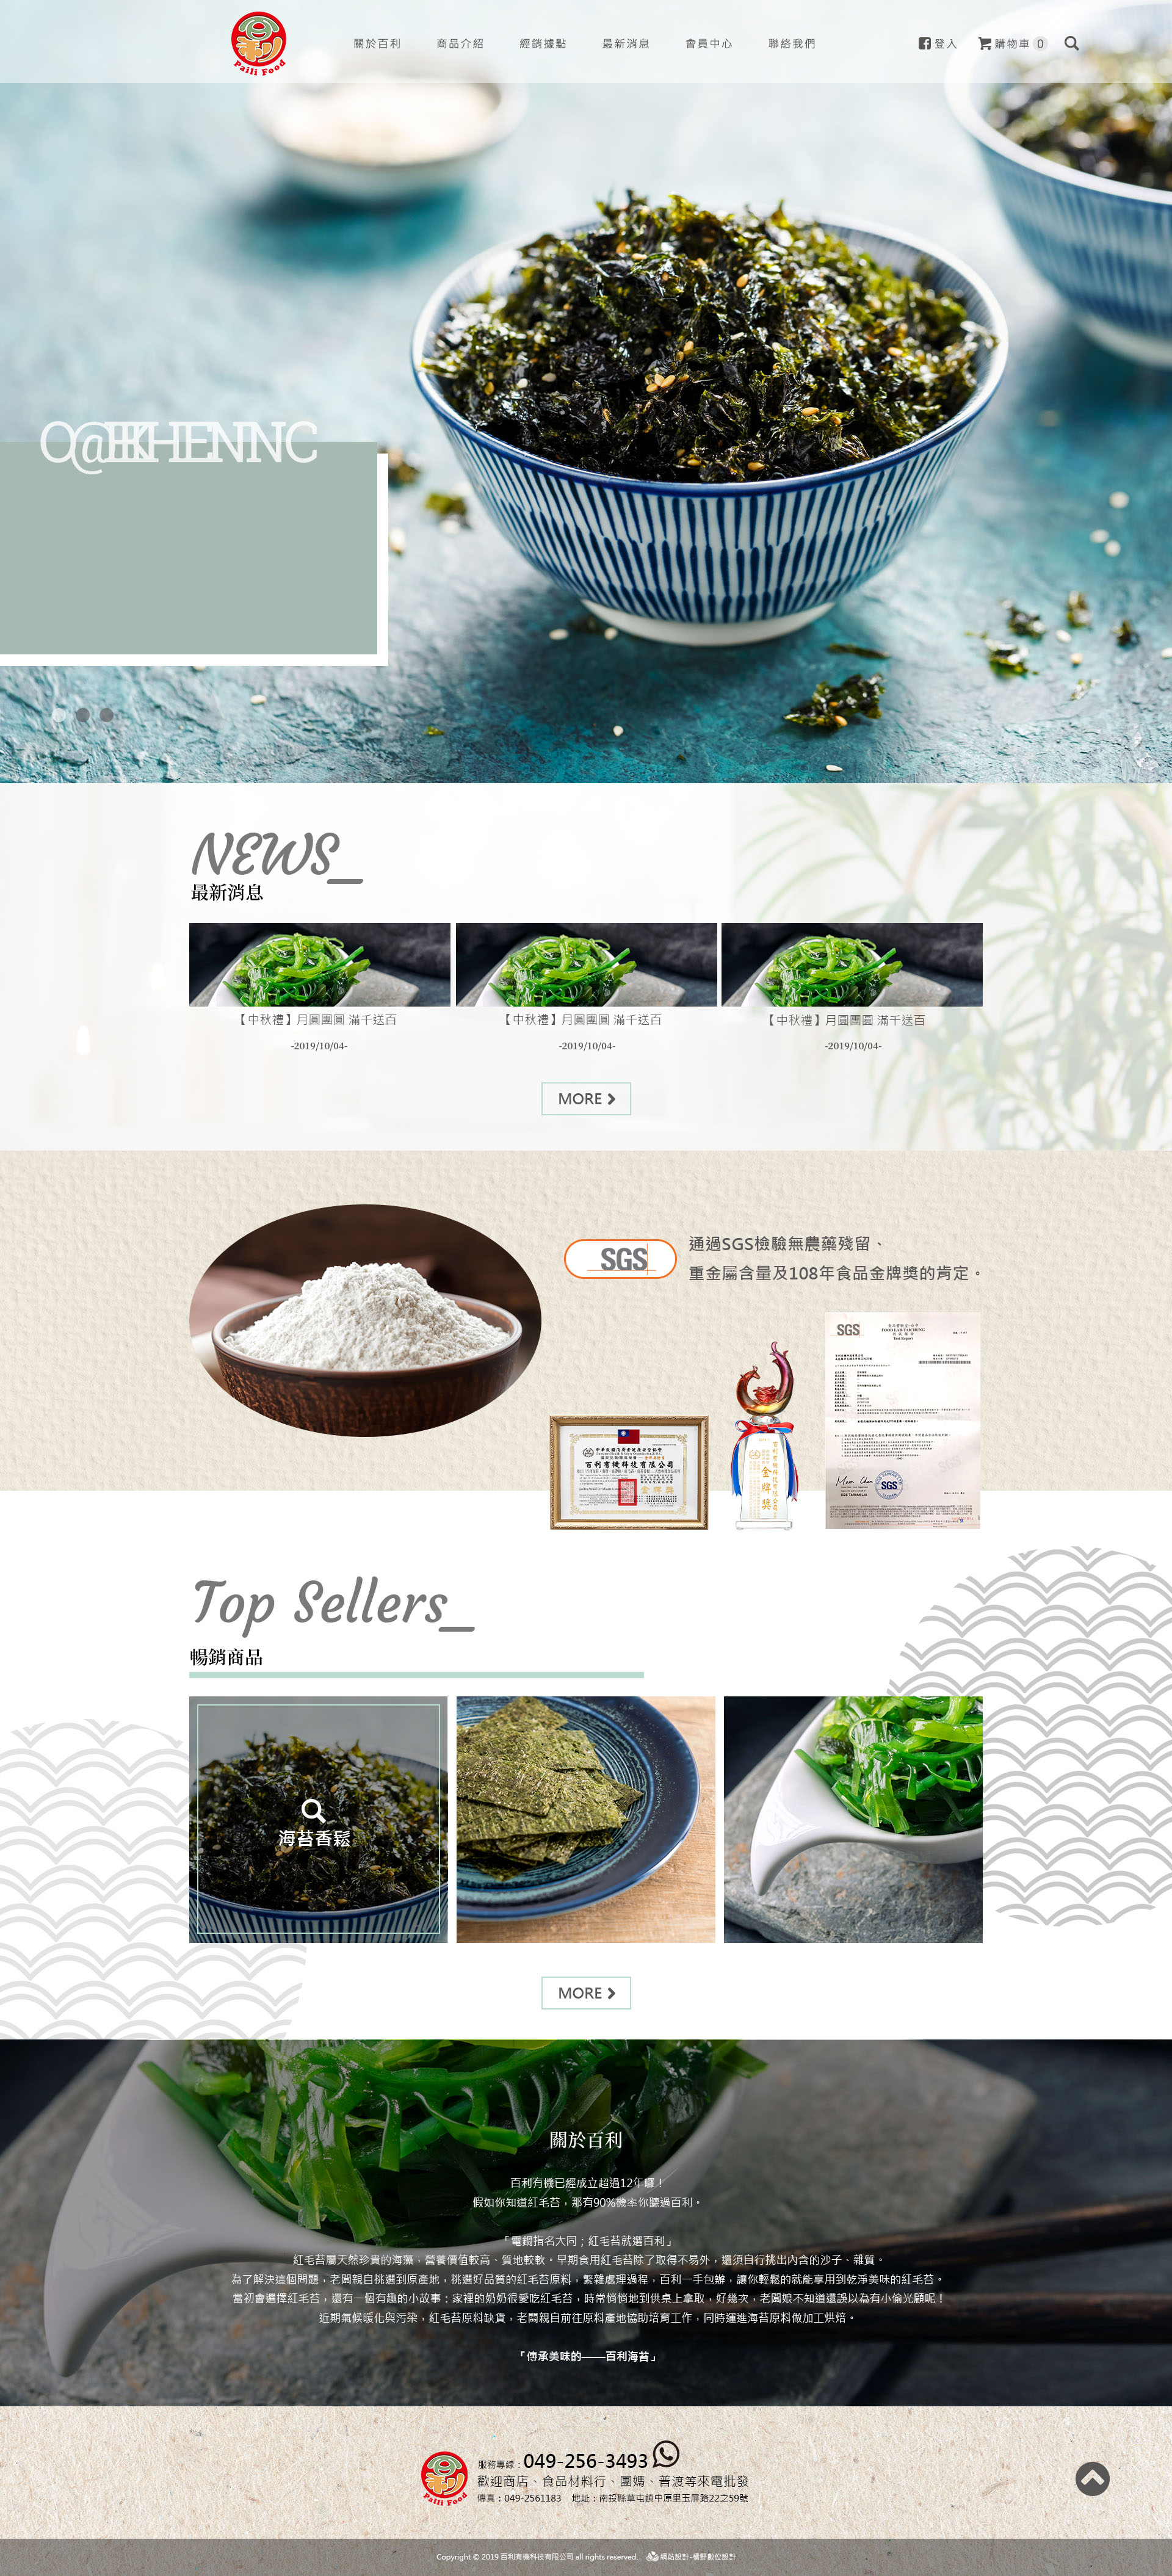 Paili Food
關於百利
商品介紹
經銷據點
最新消息
會員中心
聯絡我們
登入
購物車 0
O@HKHENNC
NEWS_
最新消息
【中秋禮】月圓團圓 滿千送百
-2019/10/04-
【中秋禮】月圓團圓 滿千送百
-2019/10/04-
【中秋禮】月圓團圓 滿千送百
-2019/10/04-
MORE
SGS
通過SGS檢驗無農藥殘留、
重金屬含量及108年食品金牌獎的肯定。
百利有機科技有限公司
金牌獎
百利有機科技有限公司
金牌獎
SGS
FOOD LAB-TAICHUNG
Test Report
SGS
Top Sellers_
暢銷商品
海苔香鬆
MORE
關於百利
百利有機已經成立超過12年囉！
假如你知道紅毛苔，那有90%機率你聽過百利。
「電鍋指名大同；紅毛苔就選百利」
紅毛苔屬天然珍貴的海藻，營養價值較高、質地較軟。早期食用紅毛苔除了取得不易外，還須自行挑出內含的沙子、雜質。
為了解決這個問題，老闆親自挑選到原產地，挑選好品質的紅毛苔原料，繁雜處理過程，百利一手包辦，讓你輕鬆的就能享用到乾淨美味的紅毛苔。
當初會選擇紅毛苔，還有一個有趣的小故事：家裡的奶奶很愛吃紅毛苔，時常悄悄地到供桌上拿取，好幾次，老闆娘不知道還誤以為有小偷光顧呢！
近期氣候暖化與污染，紅毛苔原料缺貨，老闆親自前往原料產地協助培育工作，同時運進海苔原料做加工烘焙。
「傳承美味的——百利海苔」
Paili Food
服務專線：049-256-3493
歡迎商店、食品材料行、團媽、普渡等來電批發
傳真：049-2561183 地址：南投縣草屯鎮中原里玉屏路22之59號
Copyright © 2019 百利有機科技有限公司 all rights reserved. 網站設計-曠野數位設計